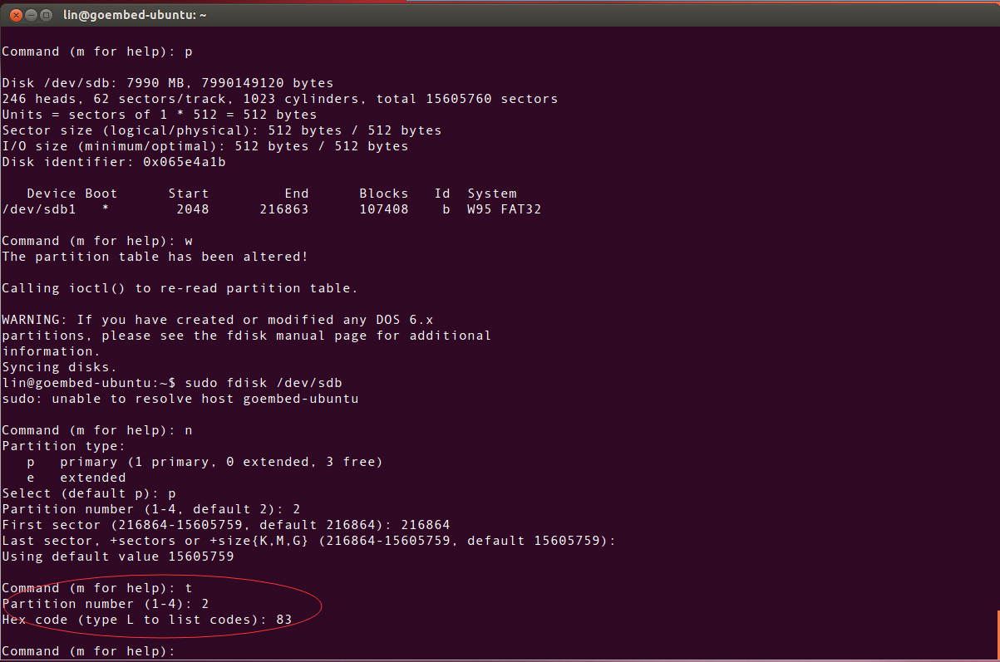 lin@goembed-ubuntu: ~
Command (m for help): p
Disk /dev/sdb: 7990 MB, 7990149120 bytes
246 heads, 62 sectors/track, 1023 cylinders, total 15605760 sectors
Units = sectors of 1 * 512 = 512 bytes
Sector size (logical/physical): 512 bytes / 512 bytes
I/O size (minimum/optimal): 512 bytes / 512 bytes
Disk identifier: 0x065e4a1b
   Device Boot      Start         End      Blocks   Id  System
/dev/sdb1   *        2048      216863      107408    b  W95 FAT32
Command (m for help): w
The partition table has been altered!
Calling ioctl() to re-read partition table.
WARNING: If you have created or modified any DOS 6.x
partitions, please see the fdisk manual page for additional
information.
Syncing disks.
lin@goembed-ubuntu:~$ sudo fdisk /dev/sdb
sudo: unable to resolve host goembed-ubuntu
Command (m for help): n
Partition type:
   p   primary (1 primary, 0 extended, 3 free)
   e   extended
Select (default p): p
Partition number (1-4, default 2): 2
First sector (216864-15605759, default 216864): 216864
Last sector, +sectors or +size{K,M,G} (216864-15605759, default 15605759):
Using default value 15605759
Command (m for help): t
Partition number (1-4): 2
Hex code (type L to list codes): 83
Command (m for help):